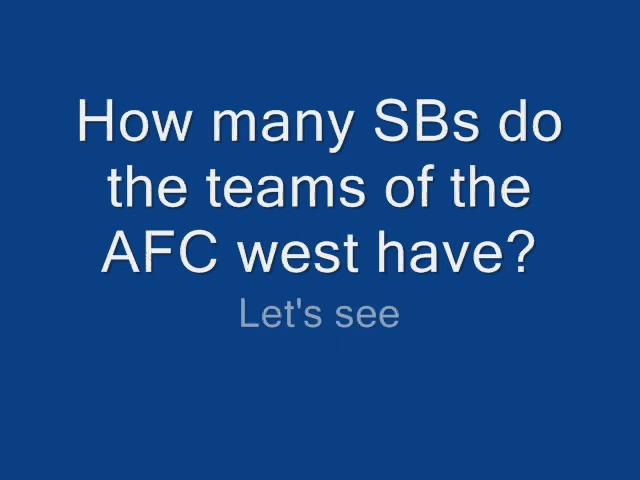 How many SBs do
the teams of the
AFC west have?
Let's see